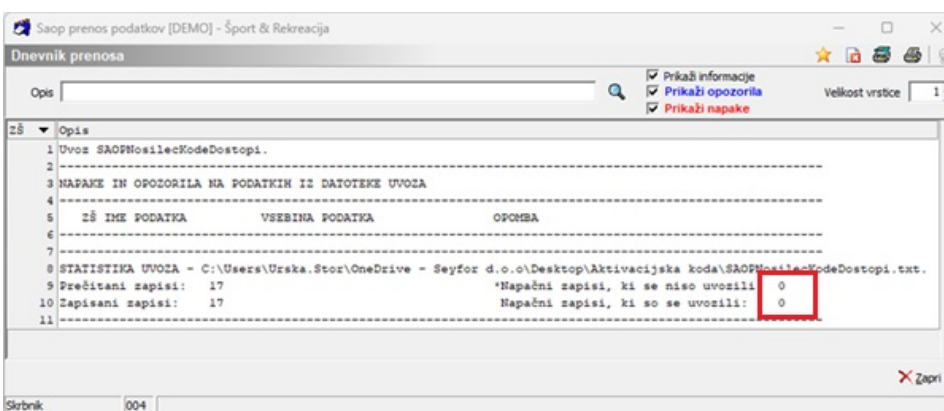 Saop prenos podatkov [DEMO] - Šport & Rekreacija
Dnevnik prenosa
Prikaži informacije
Opis
Prikaži opozorila
Velikost vrstice 1
Prikaži napake
ZŠ Opis
1 Uvoz SAOPNosilecKodeDostopi.
2 ------------------------------------------------------------
3 NAPAKE IN OPOZORILA NA PODATKIH IZ DATOTEKE UVOZA
4 ------------------------------------------------------------
5 ZŠ IME PODATKA VSEBINA PODATKA OPOMBA
6 ------------------------------------------------------------
7 ------------------------------------------------------------
8 STATISTIKA UVOZA - C:\Users\Urska.Stor\OneDrive - Seyfor d.o.o\Desktop\Aktivacijska koda\SAOPNosilecKodeDostopi.txt.
9 Prečitani zapisi: 17 *Napačni zapisi, ki se niso uvozili 0
10 Zapisani zapisi: 17 Napačni zapisi, ki so se uvozili: 0
11 ------------------------------------------------------------
Zapri
Skrbnik 004